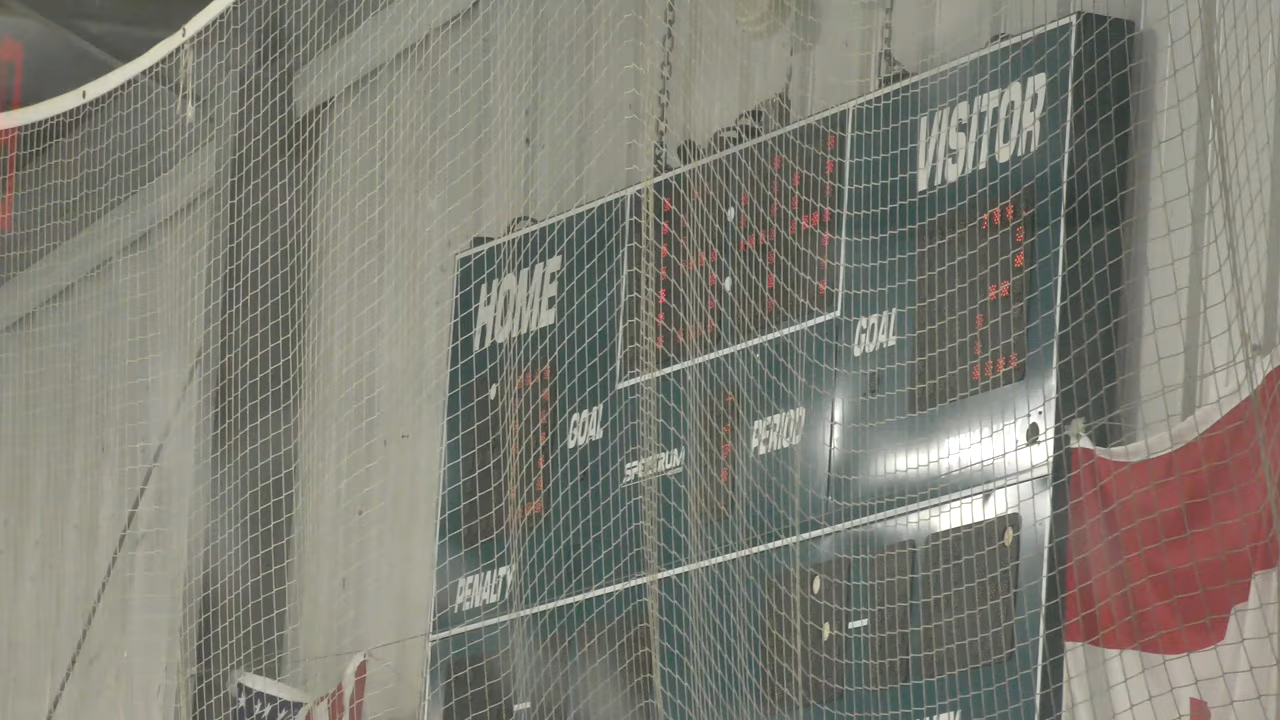 HOME
VISITOR
GOAL
GOAL
PERIOD
SPECTRUM
PENALTY